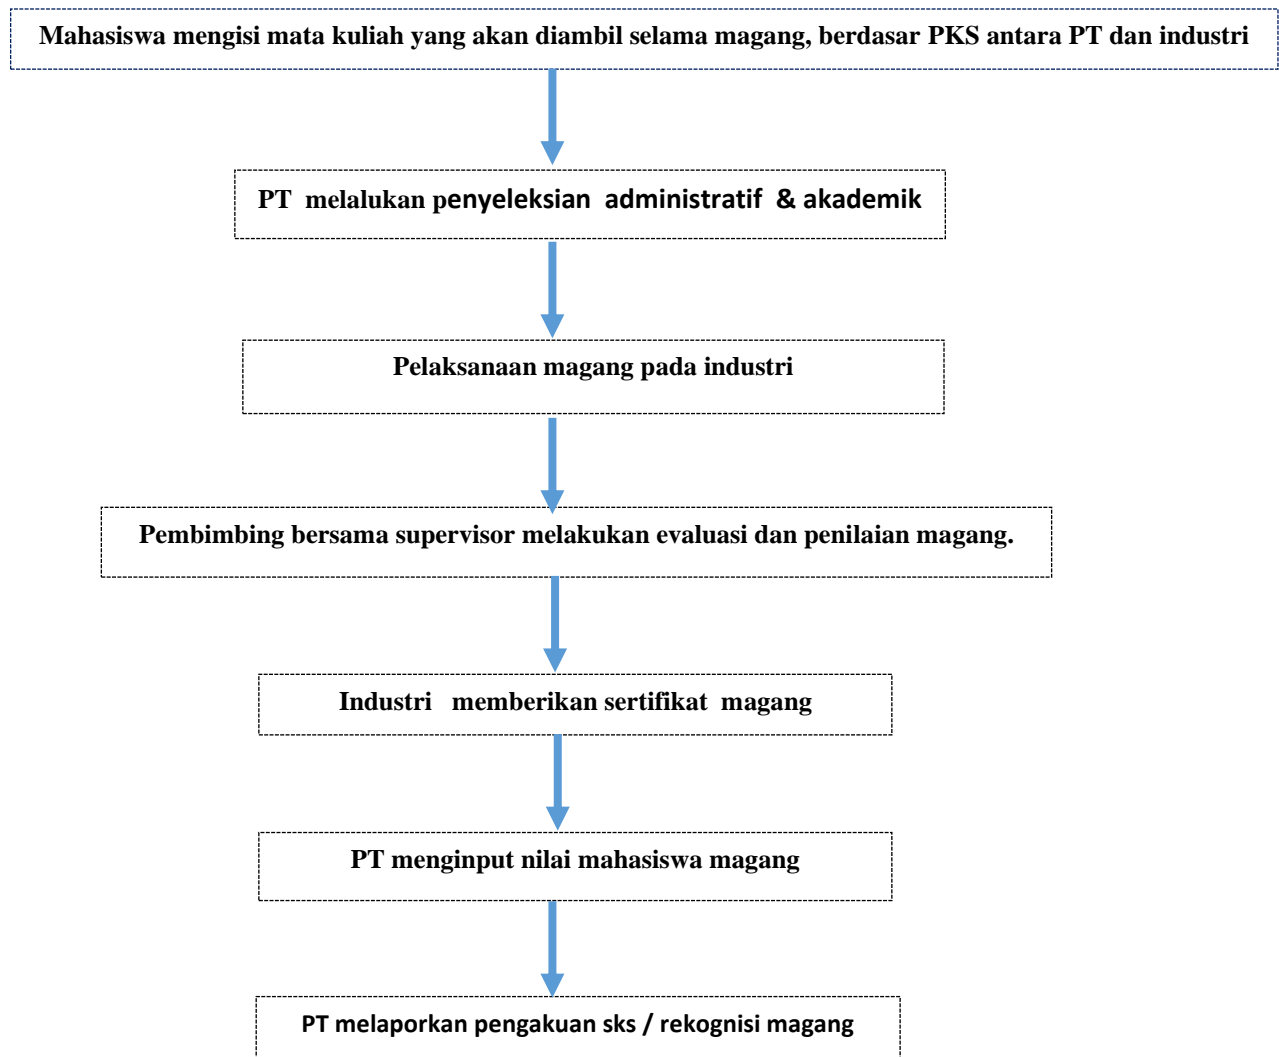 Mahasiswa mengisi mata kuliah yang akan diambil selama magang, berdasar PKS antara PT dan industri
PT melalukan penyeleksian administratif & akademik
Pelaksanaan magang pada industri
Pembimbing bersama supervisor melakukan evaluasi dan penilaian magang.
Industri memberikan sertifikat magang
PT menginput nilai mahasiswa magang
PT melaporkan pengakuan sks / rekognisi magang